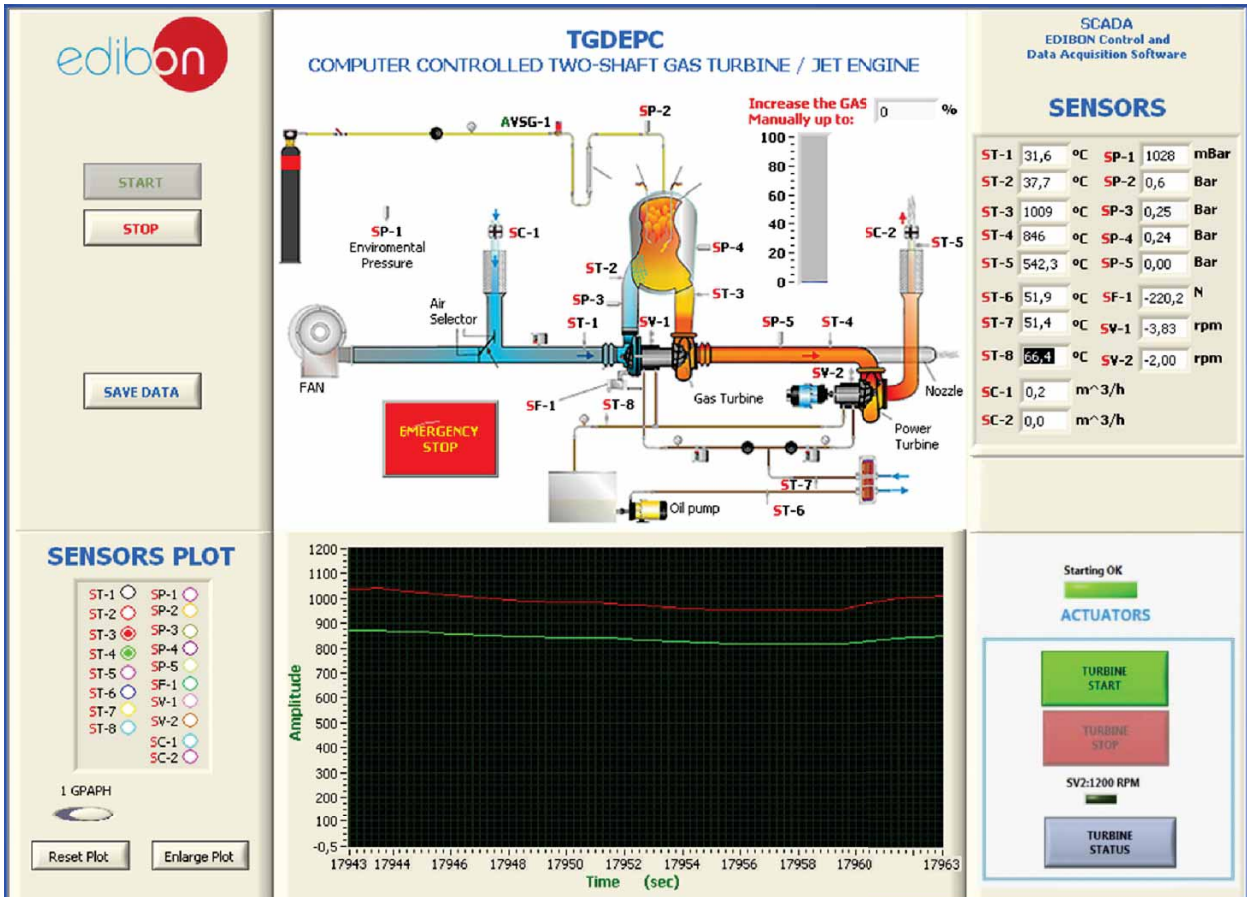 edibon
START
STOP
SAVE DATA
TGDEPC
COMPUTER CONTROLLED TWO-SHAFT GAS TURBINE / JET ENGINE
Increase the GAS
Manually up to:
0 %
100
80
60
40
20
0
AVSG-1
SP-2
SP-1
Enviromental
Pressure
SC-1
SP-4
SC-2
ST-5
ST-2
ST-3
SP-3
Air
Selector
ST-1
SV-1
SP-5
ST-4
FAN
SF-1
ST-8
Gas Turbine
SV-2
Nozzle
Power
Turbine
EMERGENCY
STOP
ST-7
ST-6
Oil pump
SCADA
EDIBON Control and
Data Acquisition Software
SENSORS
ST-1 31,6 ºC SP-1 1028 mBar
ST-2 37,7 ºC SP-2 0,6 Bar
ST-3 1009 ºC SP-3 0,25 Bar
ST-4 846 ºC SP-4 0,24 Bar
ST-5 542,3 ºC SP-5 0,00 Bar
ST-6 51,9 ºC SF-1 -220,2 N
ST-7 51,4 ºC SV-1 -3,83 rpm
ST-8 66,4 ºC SV-2 -2,00 rpm
SC-1 0,2 m^3/h
SC-2 0,0 m^3/h
SENSORS PLOT
ST-1 SP-1
ST-2 SP-2
ST-3 SP-3
ST-4 SP-4
ST-5 SP-5
ST-6 SF-1
ST-7 SV-1
ST-8 SV-2
SC-1
SC-2
1 GPAPH
Reset Plot Enlarge Plot
Amplitude
1200
1100
1000
900
800
700
600
500
400
300
200
100
-0,5
17943 17944 17946 17948 17950 17952 17954 17956 17958 17960 17963
Time (sec)
Starting OK
ACTUATORS
TURBINE
START
TURBINE
STOP
SV2:1200 RPM
TURBINE
STATUS